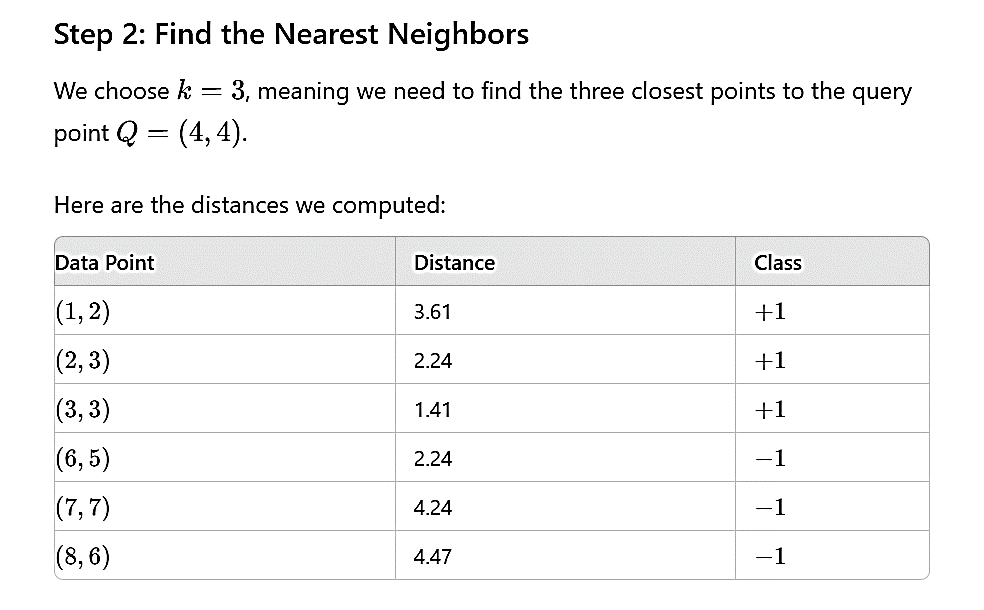 Step 2: Find the Nearest Neighbors
We choose k = 3, meaning we need to find the three closest points to the query
point Q = (4, 4).
Here are the distances we computed:
Data Point Distance Class
(1, 2) 3.61 +1
(2, 3) 2.24 +1
(3, 3) 1.41 +1
(6, 5) 2.24 −1
(7, 7) 4.24 −1
(8, 6) 4.47 −1